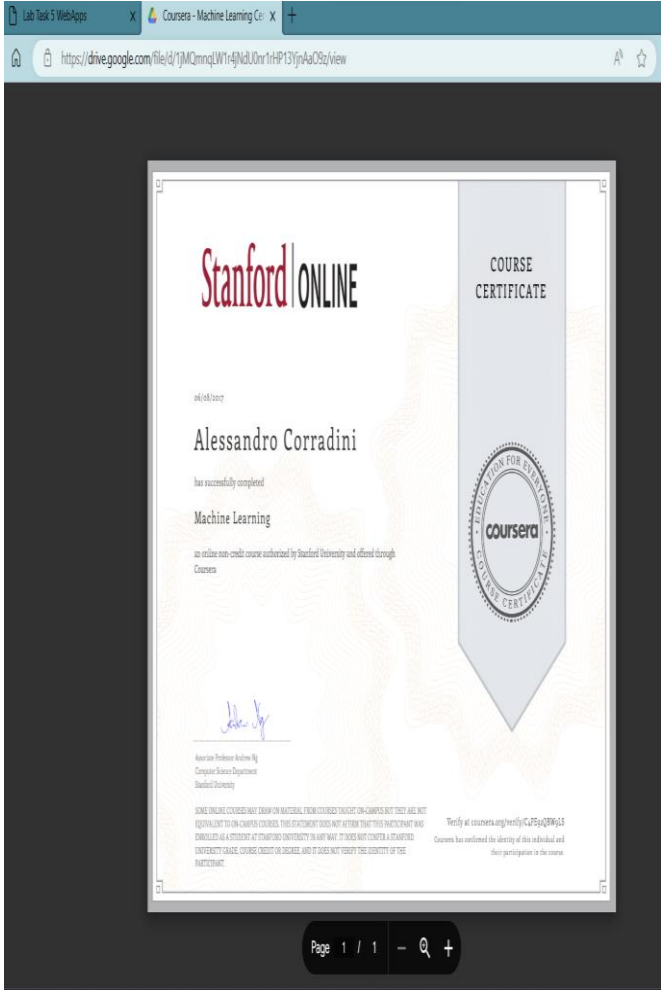 Lab Task 5 WebApps
Coursera - Machine Learning Cer
https://drive.google.com/file/d/1jMQmnqLW1r4jNdU0nr1rHP13YjnAaO9z/view
Stanford ONLINE
COURSE
CERTIFICATE
06/08/2017
Alessandro Corradini
has successfully completed
Machine Learning
an online non-credit course authorized by Stanford University and offered through
Coursera
EDUCATION FOR EVERYONE
coursera
COURSE CERTIFICATE
Associate Professor Andrew Ng
Computer Science Department
Stanford University
SOME ONLINE COURSES MAY DRAW ON MATERIAL FROM COURSES TAUGHT ON-CAMPUS BUT THEY ARE NOT
EQUIVALENT TO ON-CAMPUS COURSES. THIS STATEMENT DOES NOT AFFIRM THAT THIS PARTICIPANT WAS
ENROLLED AS A STUDENT AT STANFORD UNIVERSITY IN ANY WAY. IT DOES NOT CONFER A STANFORD
UNIVERSITY GRADE, COURSE CREDIT OR DEGREE, AND IT DOES NOT VERIFY THE IDENTITY OF THE
PARTICIPANT.
Verify at coursera.org/verify/
Coursera has confirmed the identity of this individual and
their participation in the course.
Page 1 / 1